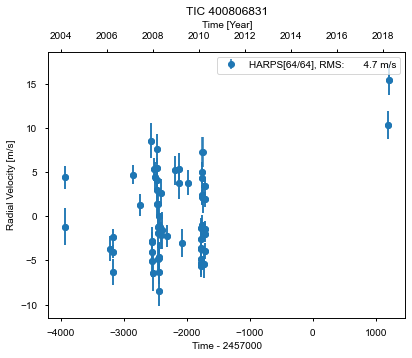 TIC 400806831
Time [Year]
2004 2006 2008 2010 2012 2014 2016 2018
HARPS[64/64], RMS: 4.7 m/s
Radial Velocity [m/s]
15
10
5
0
−5
−10
−4000 −3000 −2000 −1000 0 1000
Time - 2457000